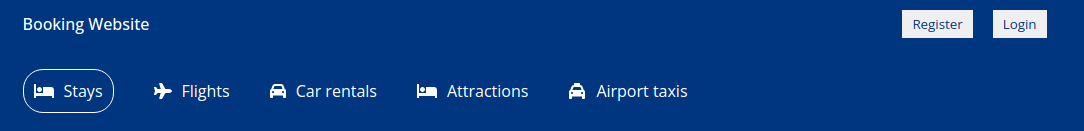 Booking Website Register Login
Stays Flights Car rentals Attractions Airport taxis